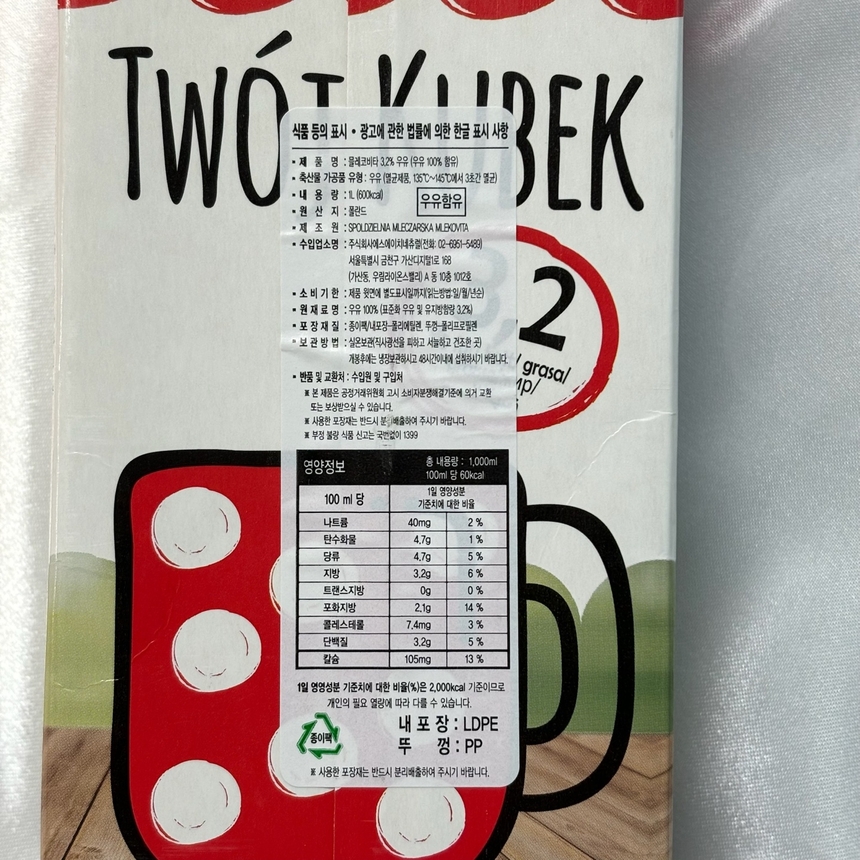 TWÓJ KUBEK
식품 등의 표시 • 광고에 관한 법률에 의한 한글 표시 사항
▪ 제 품 명 : 믈레코비타 3.2% 우유 (우유 100% 함유)
▪ 축산물 가공품 유형 : 우유 (멸균제품, 135℃~145℃에서 3초간 멸균)
▪ 내 용 량 : 1L (600kcal)
우유함유
▪ 원 산 지 : 폴란드
▪ 제 조 원 : SPOLDZIELNIA MLECZARSKA MLEKOVITA
▪ 수입업소명 : 주식회사에스에이치네츄럴(전화: 02-6951-5489)
서울특별시 금천구 가산디지털1로 168
(가산동, 우림라이온스밸리) A 동 10층 1012호
▪ 소 비 기 한 : 제품 윗면에 별도표시일까지(읽는방법:일/월/년순)
▪ 원 재 료 명 : 우유 100% (표준화 우유 및 유지방함량 3.2%)
▪ 포 장 재 질 : 종이팩/내포장-폴리에틸렌, 뚜껑-폴리프로필렌
▪ 보 관 방 법 : 실온보관(직사광선을 피하고 서늘하고 건조한 곳)
개봉후에는 냉장보관하시고 48시간이내에 섭취하시기 바랍니다.
▪ 반품 및 교환처 : 수입원 및 구입처
※ 본 제품은 공정거래위원회 고시 소비자분쟁해결기준에 의거 교환
또는 보상받으실 수 있습니다.
※ 사용한 포장재는 반드시 분리배출하여 주시기 바랍니다.
※ 부정 불량 식품 신고는 국번없이 1399
,2
grasa/
영양정보
총 내용량 : 1,000ml
100ml 당 60kcal
100 ml 당
1일 영양성분
기준치에 대한 비율
나트륨 40mg 2 %
탄수화물 4.7g 1 %
당류 4.7g 5 %
지방 3.2g 6 %
트랜스지방 0g 0 %
포화지방 2.1g 14 %
콜레스테롤 7.4mg 3 %
단백질 3.2g 5 %
칼슘 105mg 13 %
1일 영양성분 기준치에 대한 비율(%)은 2,000kcal 기준이므로
개인의 필요 열량에 따라 다를 수 있습니다.
종이팩
내 포 장 : LDPE
뚜 껑 : PP
※ 사용한 포장재는 반드시 분리배출하여 주시기 바랍니다.